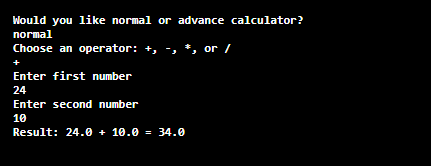 Would you like normal or advance calculator?
normal
Choose an operator: +, -, *, or /
+
Enter first number
24
Enter second number
10
Result: 24.0 + 10.0 = 34.0